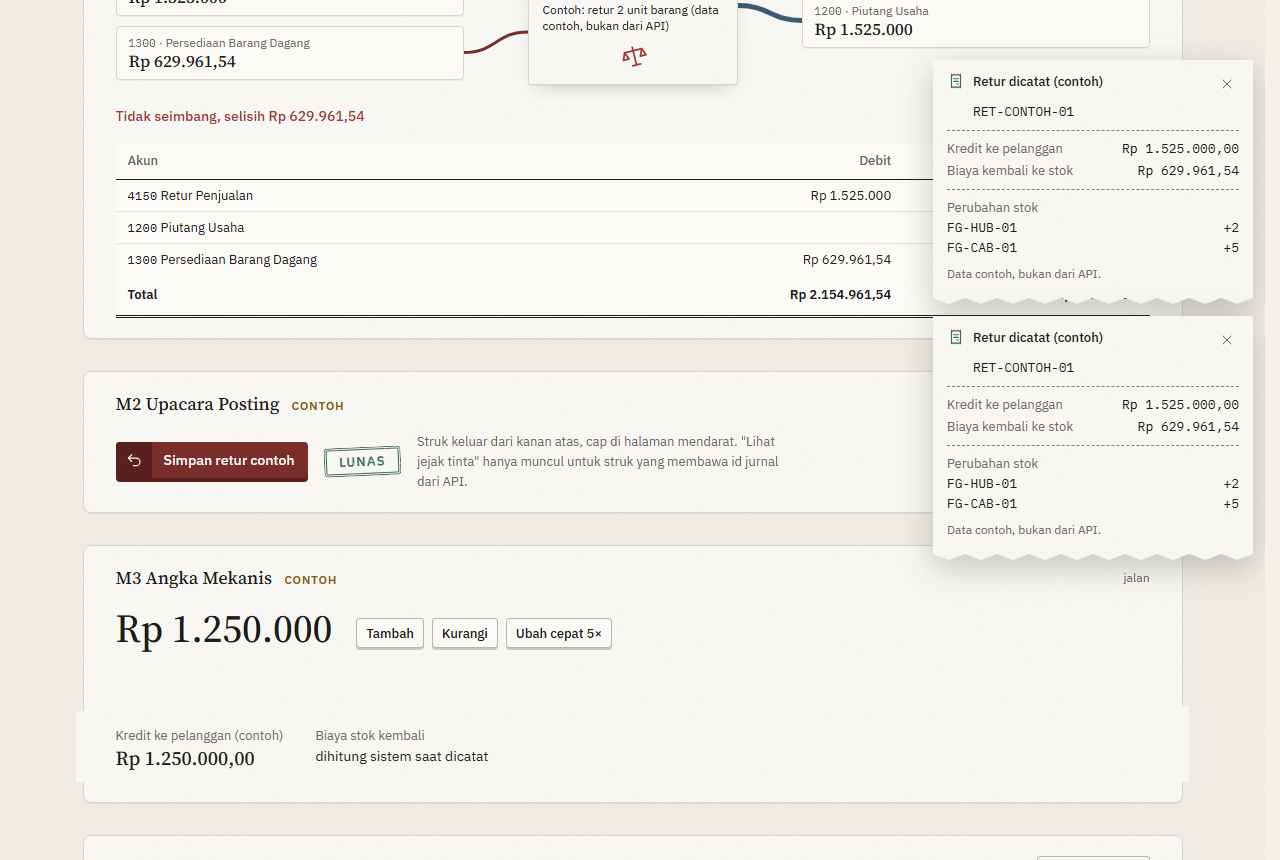 1300 · Persediaan Barang Dagang
Rp 629.961,54
Contoh: retur 2 unit barang (data
contoh, bukan dari API)
1200 · Piutang Usaha
Rp 1.525.000
Tidak seimbang, selisih Rp 629.961,54
Akun Debit
4150 Retur Penjualan Rp 1.525.000
1200 Piutang Usaha
1300 Persediaan Barang Dagang Rp 629.961,54
Total Rp 2.154.961,54
Retur dicatat (contoh)
RET-CONTOH-01
Kredit ke pelanggan Rp 1.525.000,00
Biaya kembali ke stok Rp 629.961,54
Perubahan stok
FG-HUB-01 +2
FG-CAB-01 +5
Data contoh, bukan dari API.
Retur dicatat (contoh)
RET-CONTOH-01
Kredit ke pelanggan Rp 1.525.000,00
Biaya kembali ke stok Rp 629.961,54
Perubahan stok
FG-HUB-01 +2
FG-CAB-01 +5
Data contoh, bukan dari API.
M2 Upacara Posting CONTOH
Simpan retur contoh
LUNAS
Struk keluar dari kanan atas, cap di halaman mendarat. "Lihat
jejak tinta" hanya muncul untuk struk yang membawa id jurnal
dari API.
M3 Angka Mekanis CONTOH
jalan
Rp 1.250.000
Tambah
Kurangi
Ubah cepat 5×
Kredit ke pelanggan (contoh)
Rp 1.250.000,00
Biaya stok kembali
dihitung sistem saat dicatat